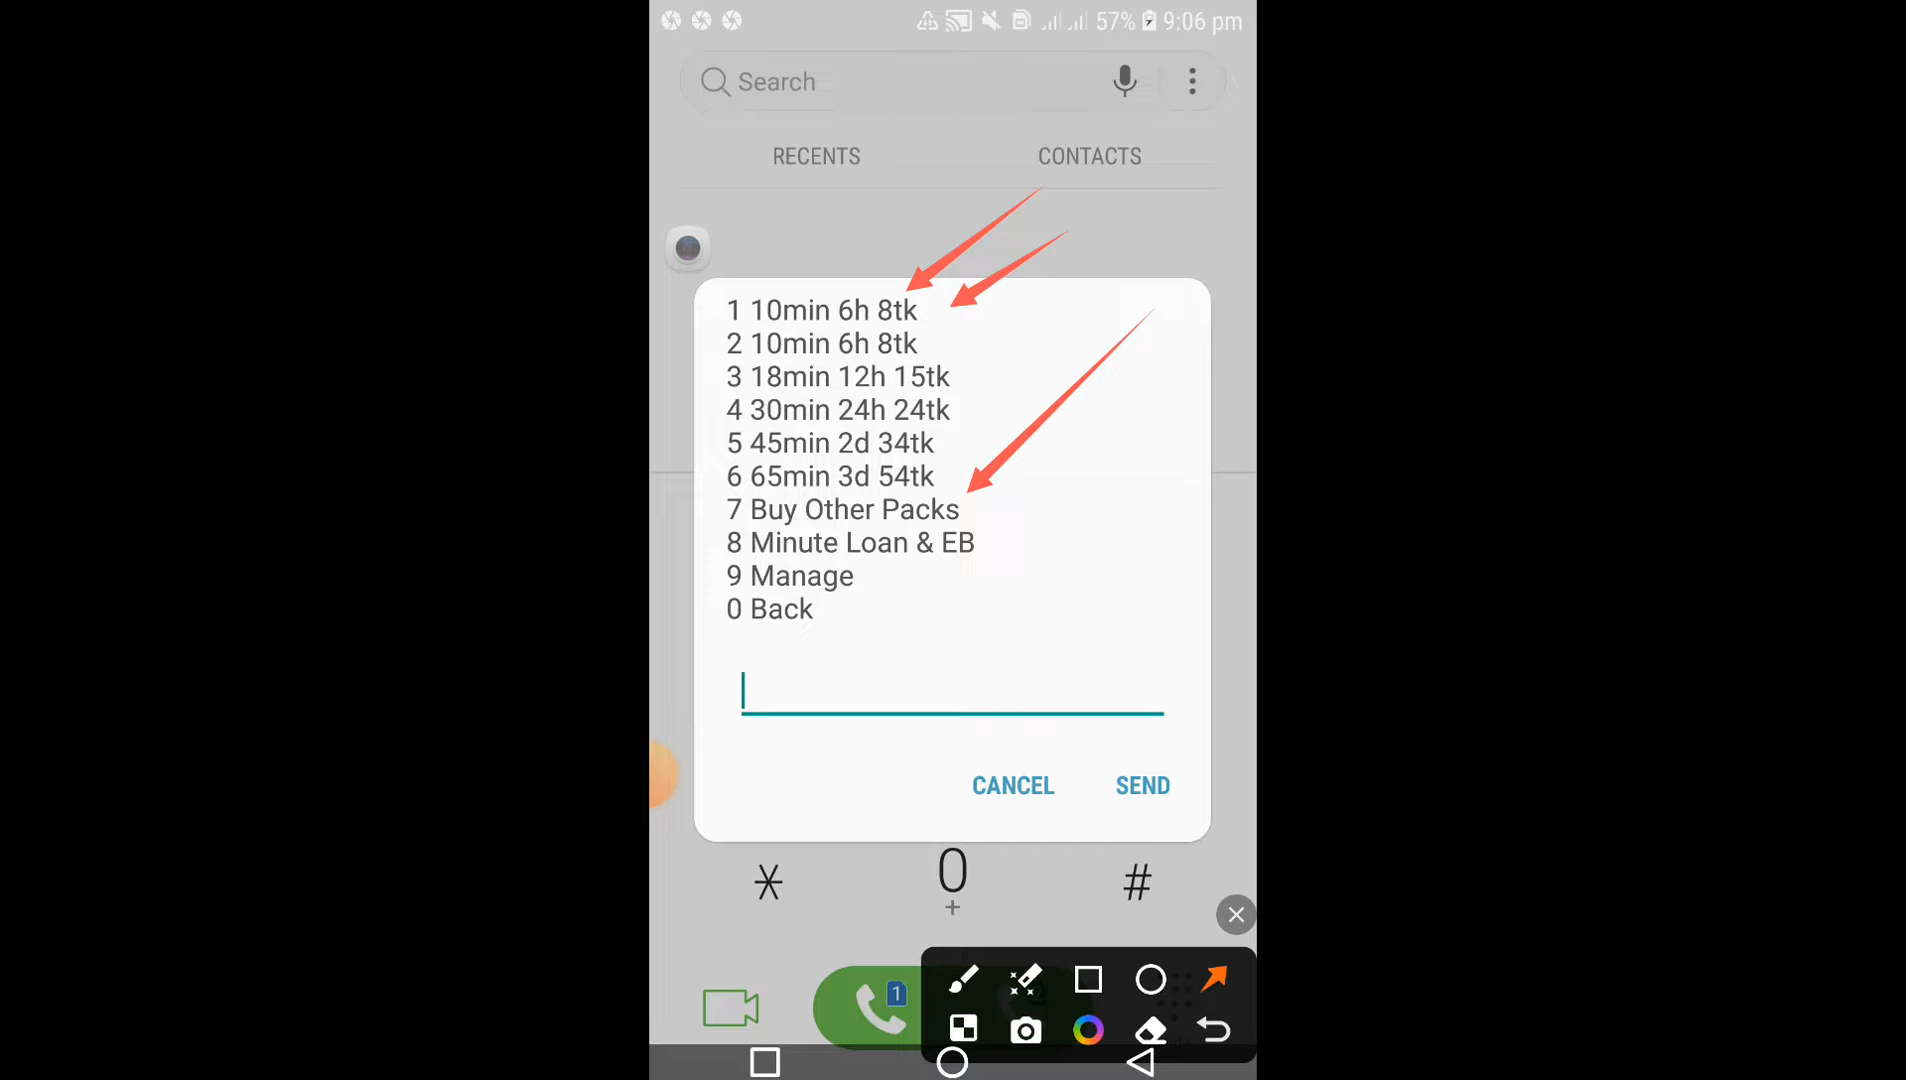 57% 9:06 pm
Search
RECENTS CONTACTS
1 10min 6h 8tk
2 10min 6h 8tk
3 18min 12h 15tk
4 30min 24h 24tk
5 45min 2d 34tk
6 65min 3d 54tk
7 Buy Other Packs
8 Minute Loan & EB
9 Manage
0 Back
CANCEL SEND
* 0 #
+
1